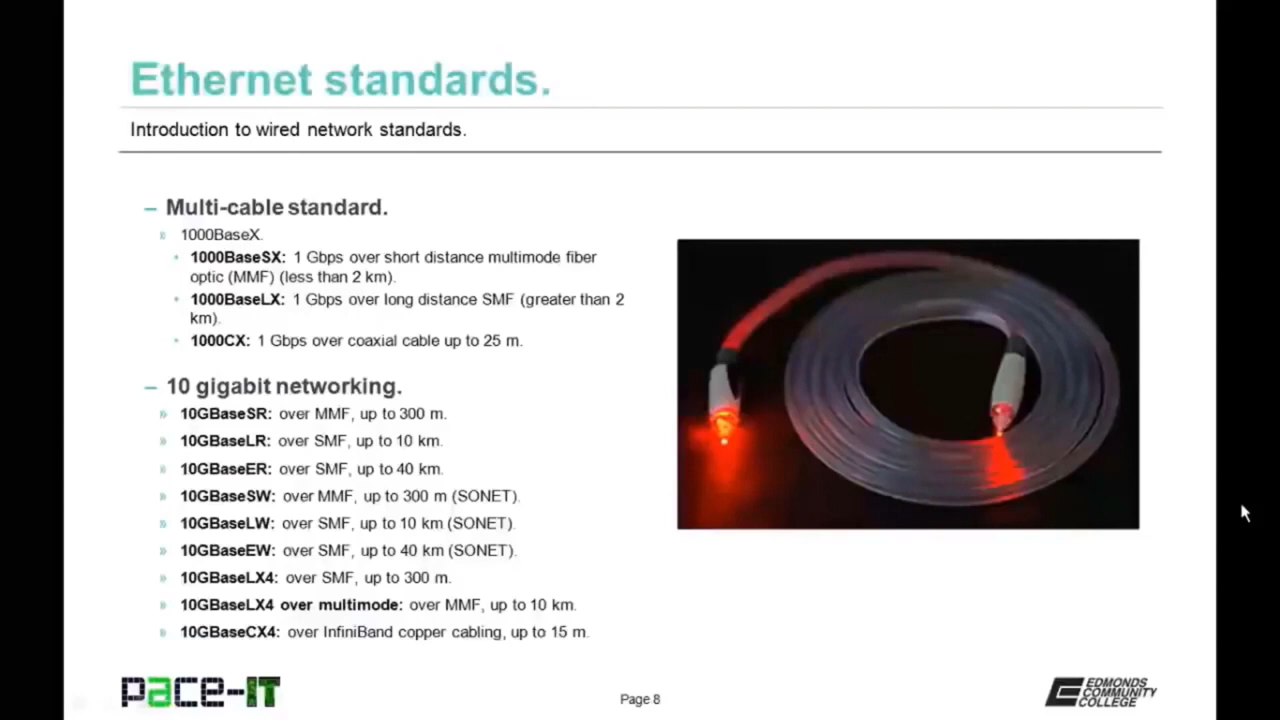 Ethernet standards.
Introduction to wired network standards.
– Multi-cable standard.
» 1000BaseX.
• 1000BaseSX: 1 Gbps over short distance multimode fiber
optic (MMF) (less than 2 km).
• 1000BaseLX: 1 Gbps over long distance SMF (greater than 2
km).
• 1000CX: 1 Gbps over coaxial cable up to 25 m.
– 10 gigabit networking.
» 10GBaseSR: over MMF, up to 300 m.
» 10GBaseLR: over SMF, up to 10 km.
» 10GBaseER: over SMF, up to 40 km.
» 10GBaseSW: over MMF, up to 300 m (SONET).
» 10GBaseLW: over SMF, up to 10 km (SONET).
» 10GBaseEW: over SMF, up to 40 km (SONET).
» 10GBaseLX4: over SMF, up to 300 m.
» 10GBaseLX4 over multimode: over MMF, up to 10 km.
» 10GBaseCX4: over InfiniBand copper cabling, up to 15 m.
pace-IT
Page 8
EDMONDS
COMMUNITY
COLLEGE